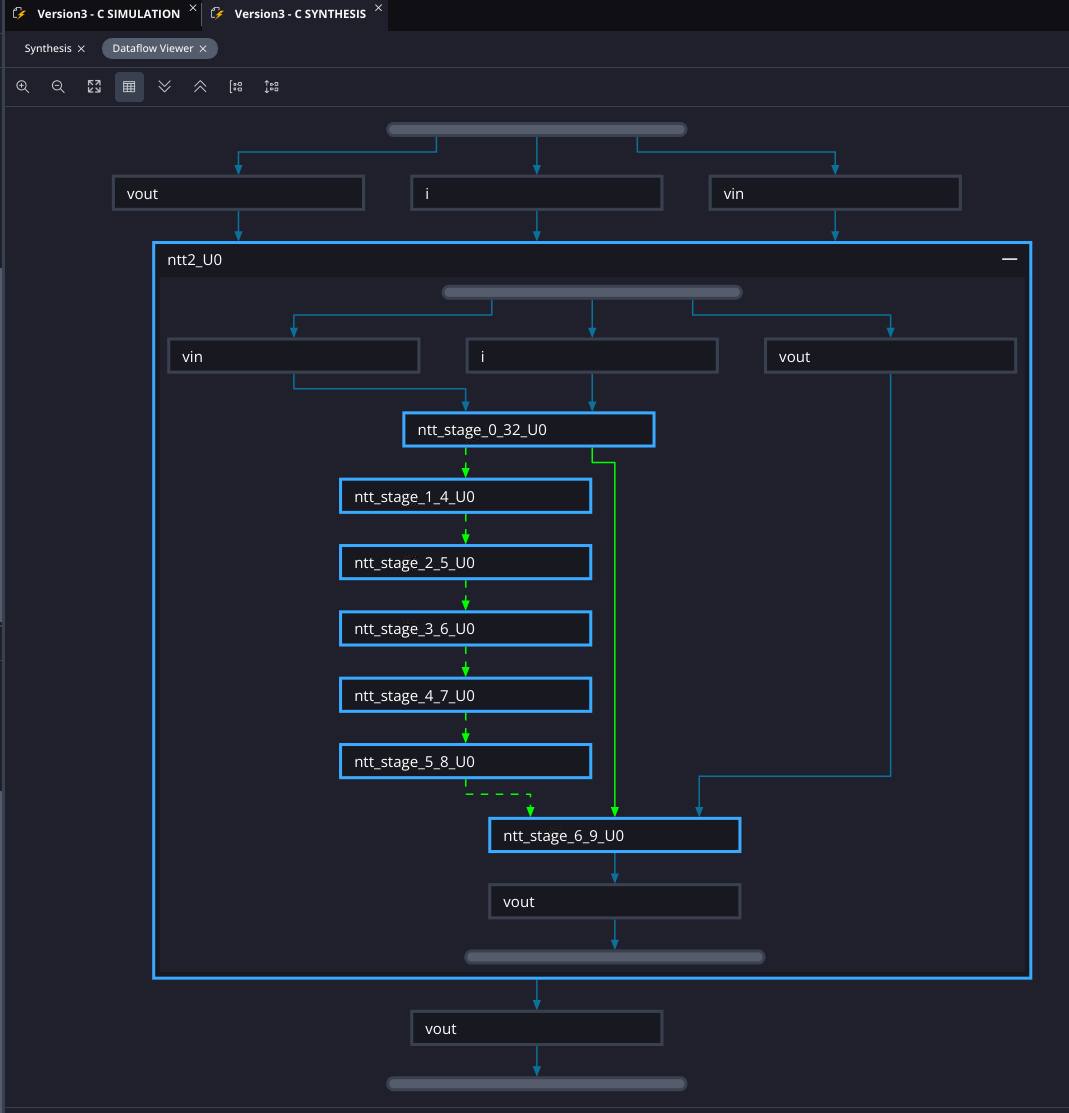 Version3 - C SIMULATION
Version3 - C SYNTHESIS
Synthesis
Dataflow Viewer
vout
i
vin
ntt2_U0
vin
i
vout
ntt_stage_0_32_U0
ntt_stage_1_4_U0
ntt_stage_2_5_U0
ntt_stage_3_6_U0
ntt_stage_4_7_U0
ntt_stage_5_8_U0
ntt_stage_6_9_U0
vout
vout